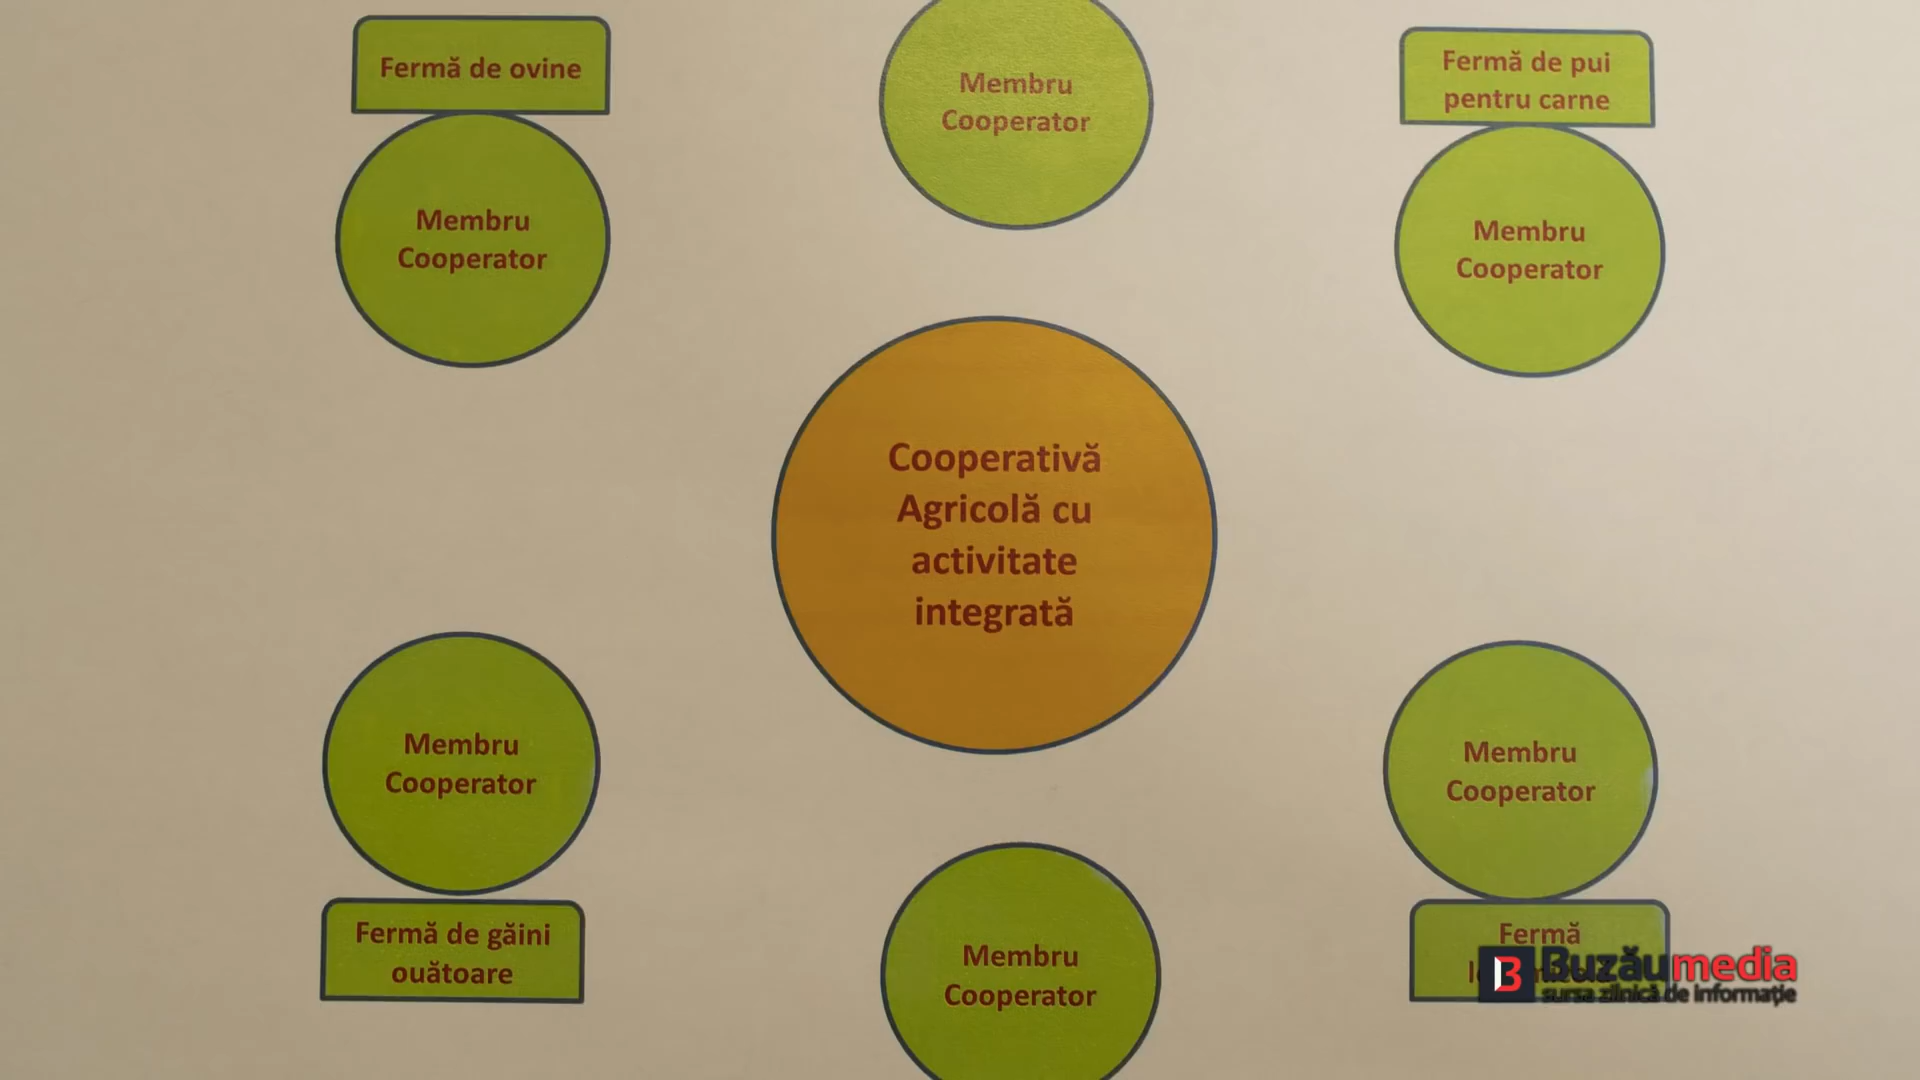 Fermă de ovine
Membru
Cooperator
Membru
Cooperator
Fermă de pui
pentru carne
Membru
Cooperator
Cooperativă
Agricolă cu
activitate
integrată
Membru
Cooperator
Fermă de găini
ouătoare
Membru
Cooperator
Membru
Cooperator
Fermă
Buzăumedia
sursa zilnică de informație